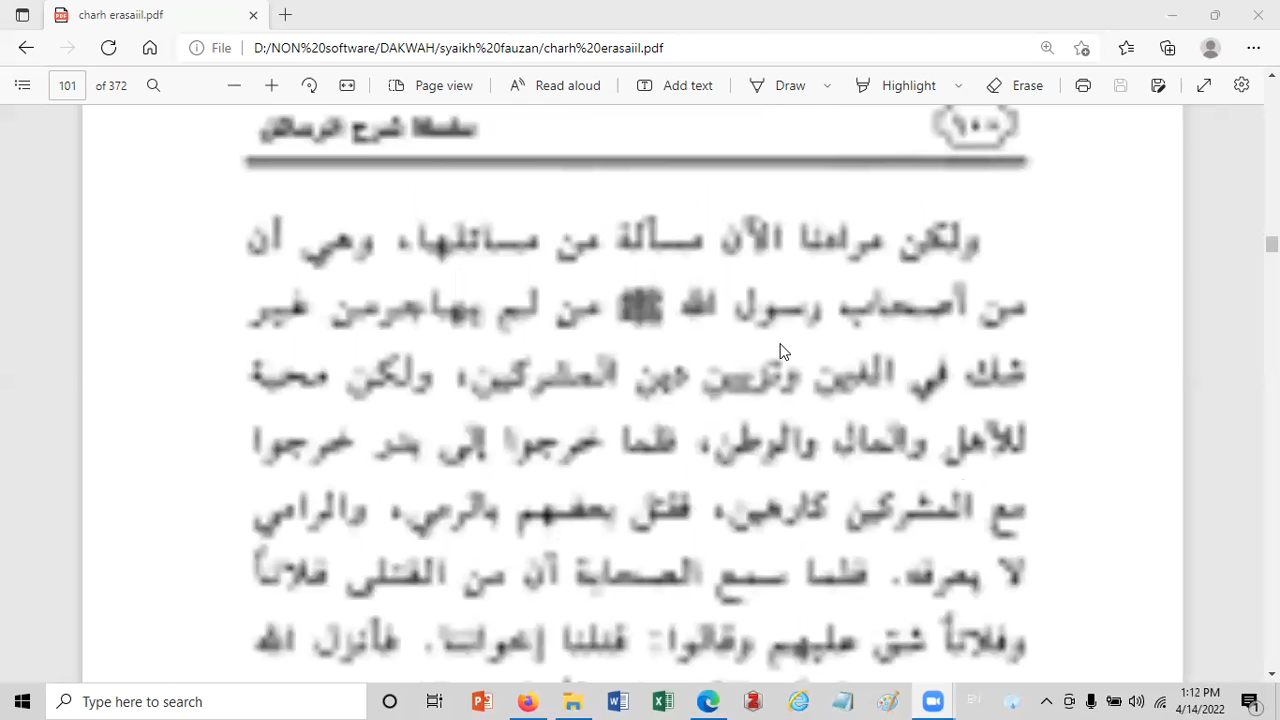 charh erasaiil.pdf
File D:/NON%20software/DAKWAH/syaikh%20fauzan/charh%20erasaiil.pdf
101 of 372 Page view Read aloud Add text Draw Highlight Erase
سلسلة شرح الرسائل ١٠٠
ولكن مرادنا الآن مسألة من مسائلها، وهي أن
من أصحاب رسول الله ﷺ من لم يهاجر من غير
شك في الدين وتزيين دين المشركين، ولكن محبة
للأهل والمال والوطن، فلما خرجوا إلى بدر خرجوا
مع المشركين كارهين، فقتل بعضهم بالرمي، والرامي
لا يعرفه. فلما سمع الصحابة أن من القتلى فلاناً
وفلاناً شق عليهم وقالوا: قتلنا إخواننا. فأنزل الله
Type here to search
EN
3:12 PM
4/14/2022